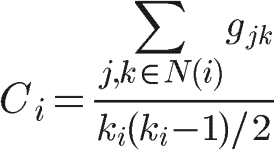 C_i = \frac{\sum_{j,k \in N(i)} g_{jk}}{k_i(k_i-1)/2}